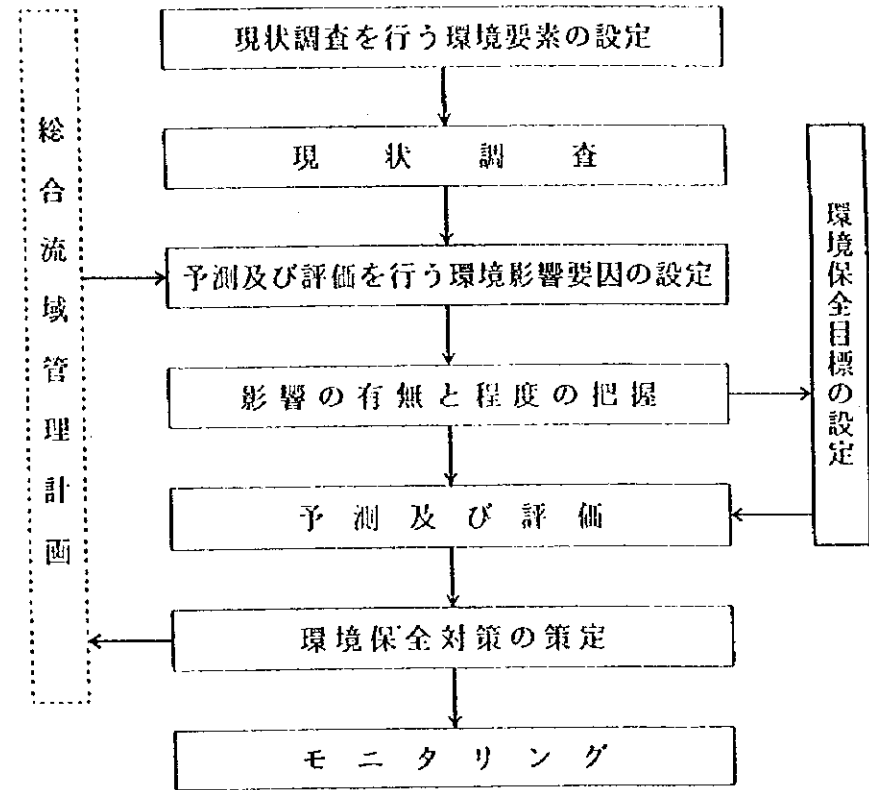 現状調査を行う環境要素の設定
現状調査
予測及び評価を行う環境影響要因の設定
影響の有無と程度の把握
予測及び評価
環境保全対策の策定
モニタリング
総合流域管理計画
環境保全目標の設定